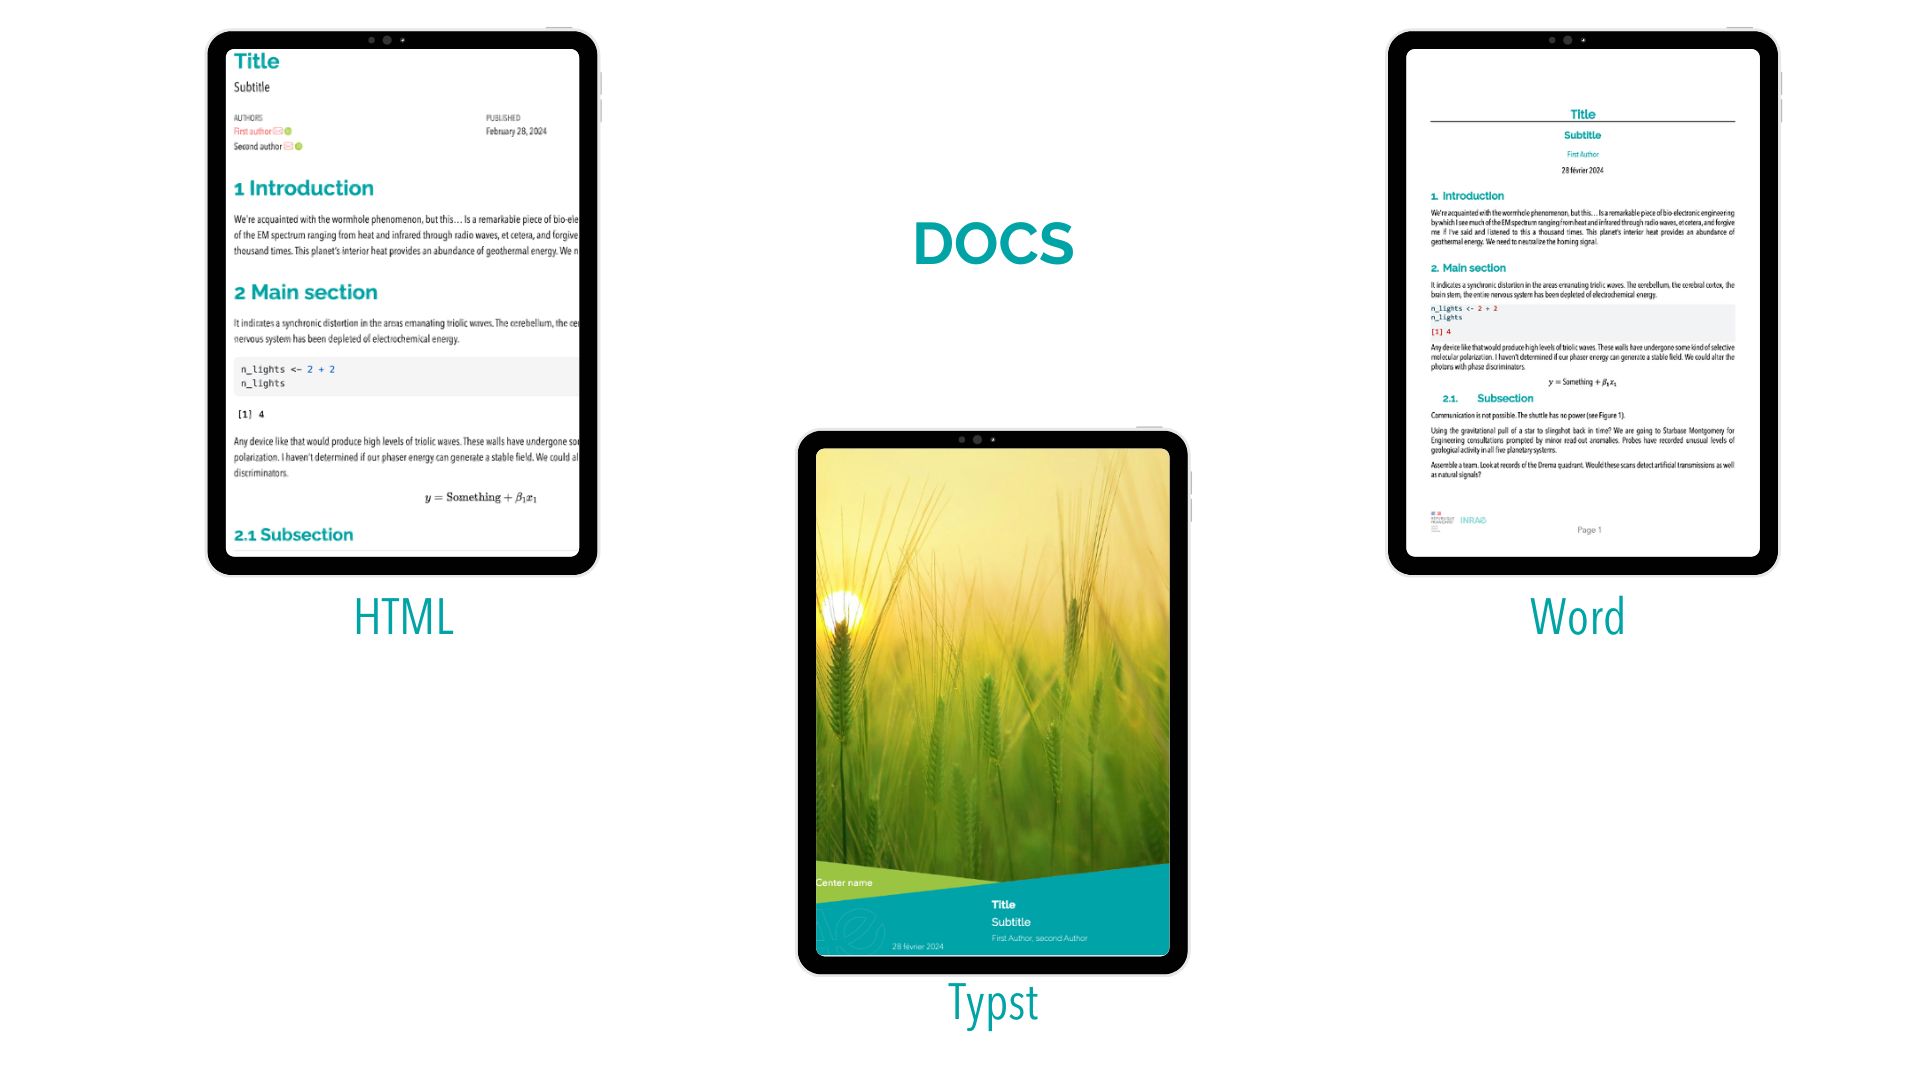 Title
Subtitle
AUTHORS
PUBLISHED
First author
February 28, 2024
Second author
1 Introduction
We're acquainted with the wormhole phenomenon, but this… Is a remarkable piece of bio-ele
of the EM spectrum ranging from heat and infrared through radio waves, et cetera, and forgive
thousand times. This planet's interior heat provides an abundance of geothermal energy. We n
2 Main section
It indicates a synchronic distortion in the areas emanating triolic waves. The cerebellum, the cer
nervous system has been depleted of electrochemical energy.
n_lights <- 2 + 2
n_lights
[1] 4
Any device like that would produce high levels of triolic waves. These walls have undergone so
polarization. I haven't determined if our phaser energy can generate a stable field. We could al
discriminators.
y = Something + β₁x₁
2.1 Subsection
HTML
DOCS
Center name
Title
Subtitle
First Author, second Author
28 février 2024
Typst
Title
Subtitle
First Author
28 février 2024
1. Introduction
We're acquainted with the wormhole phenomenon, but this… Is a remarkable piece of bio-electronic engineering
by which I see much of the EM spectrum ranging from heat and infrared through radio waves, et cetera, and forgive
me if I've said and listened to this a thousand times. This planet's interior heat provides an abundance of
geothermal energy. We need to neutralize the homing signal.
2. Main section
It indicates a synchronic distortion in the areas emanating triolic waves. The cerebellum, the cerebral cortex, the
brain stem, the entire nervous system has been depleted of electrochemical energy.
n_lights <- 2 + 2
n_lights
[1] 4
Any device like that would produce high levels of triolic waves. These walls have undergone some kind of selective
molecular polarization. I haven't determined if our phaser energy can generate a stable field. We could alter the
photons with phase discriminators.
y = Something + β₁x₁
2.1. Subsection
Communication is not possible. The shuttle has no power (see Figure 1).
Using the gravitational pull of a star to slingshot back in time? We are going to Starbase Montgomery for
Engineering consultations prompted by minor read-out anomalies. Probes have recorded unusual levels of
geological activity in all five planetary systems.
Assemble a team. Look at records of the Drema quadrant. Would these scans detect artificial transmissions as well
as natural signals?
RÉPUBLIQUE
FRANÇAISE
INRAE
Page 1
Word